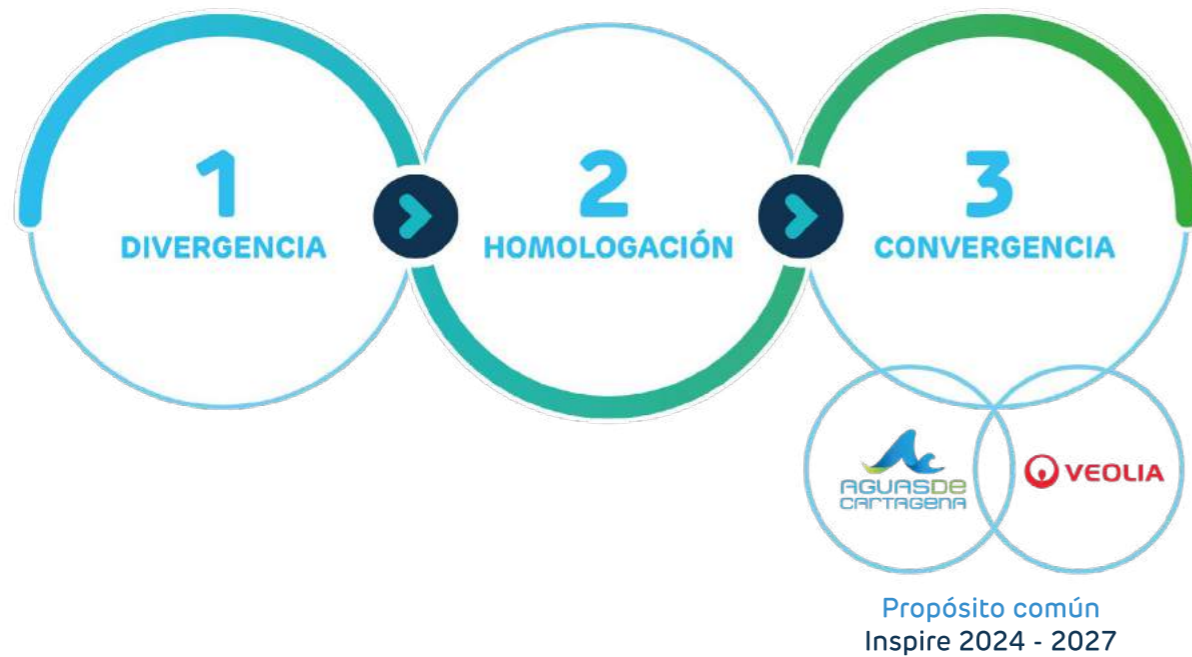 1
DIVERGENCIA
2
HOMOLOGACIÓN
3
CONVERGENCIA
AGUASDE
CARTAGENA
VEOLIA
Propósito común
Inspire 2024 - 2027